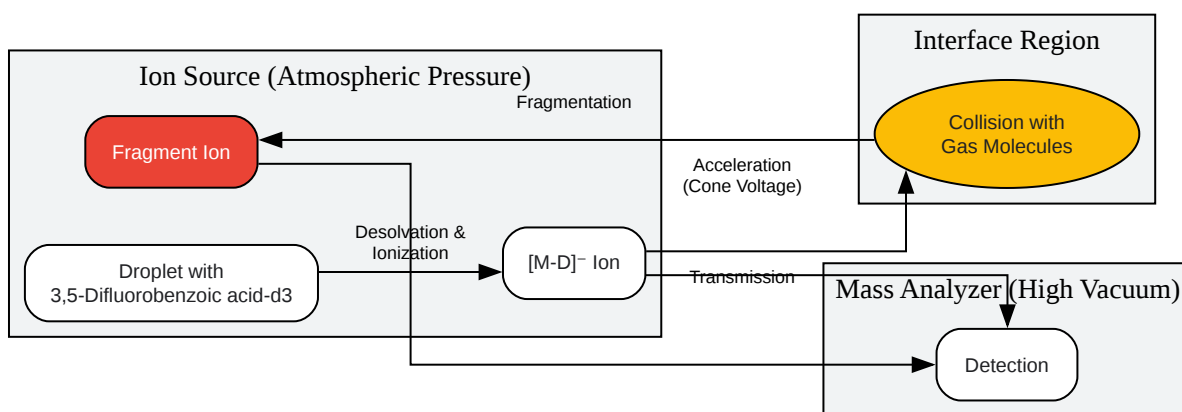 Ion Source (Atmospheric Pressure)
Interface Region
Fragmentation
Fragment Ion
Collision with
Gas Molecules
Acceleration
(Cone Voltage)
Desolvation &
Ionization
Droplet with
3,5-Difluorobenzoic acid-d3
[M-D]⁻ Ion
Transmission
Mass Analyzer (High Vacuum)
Detection